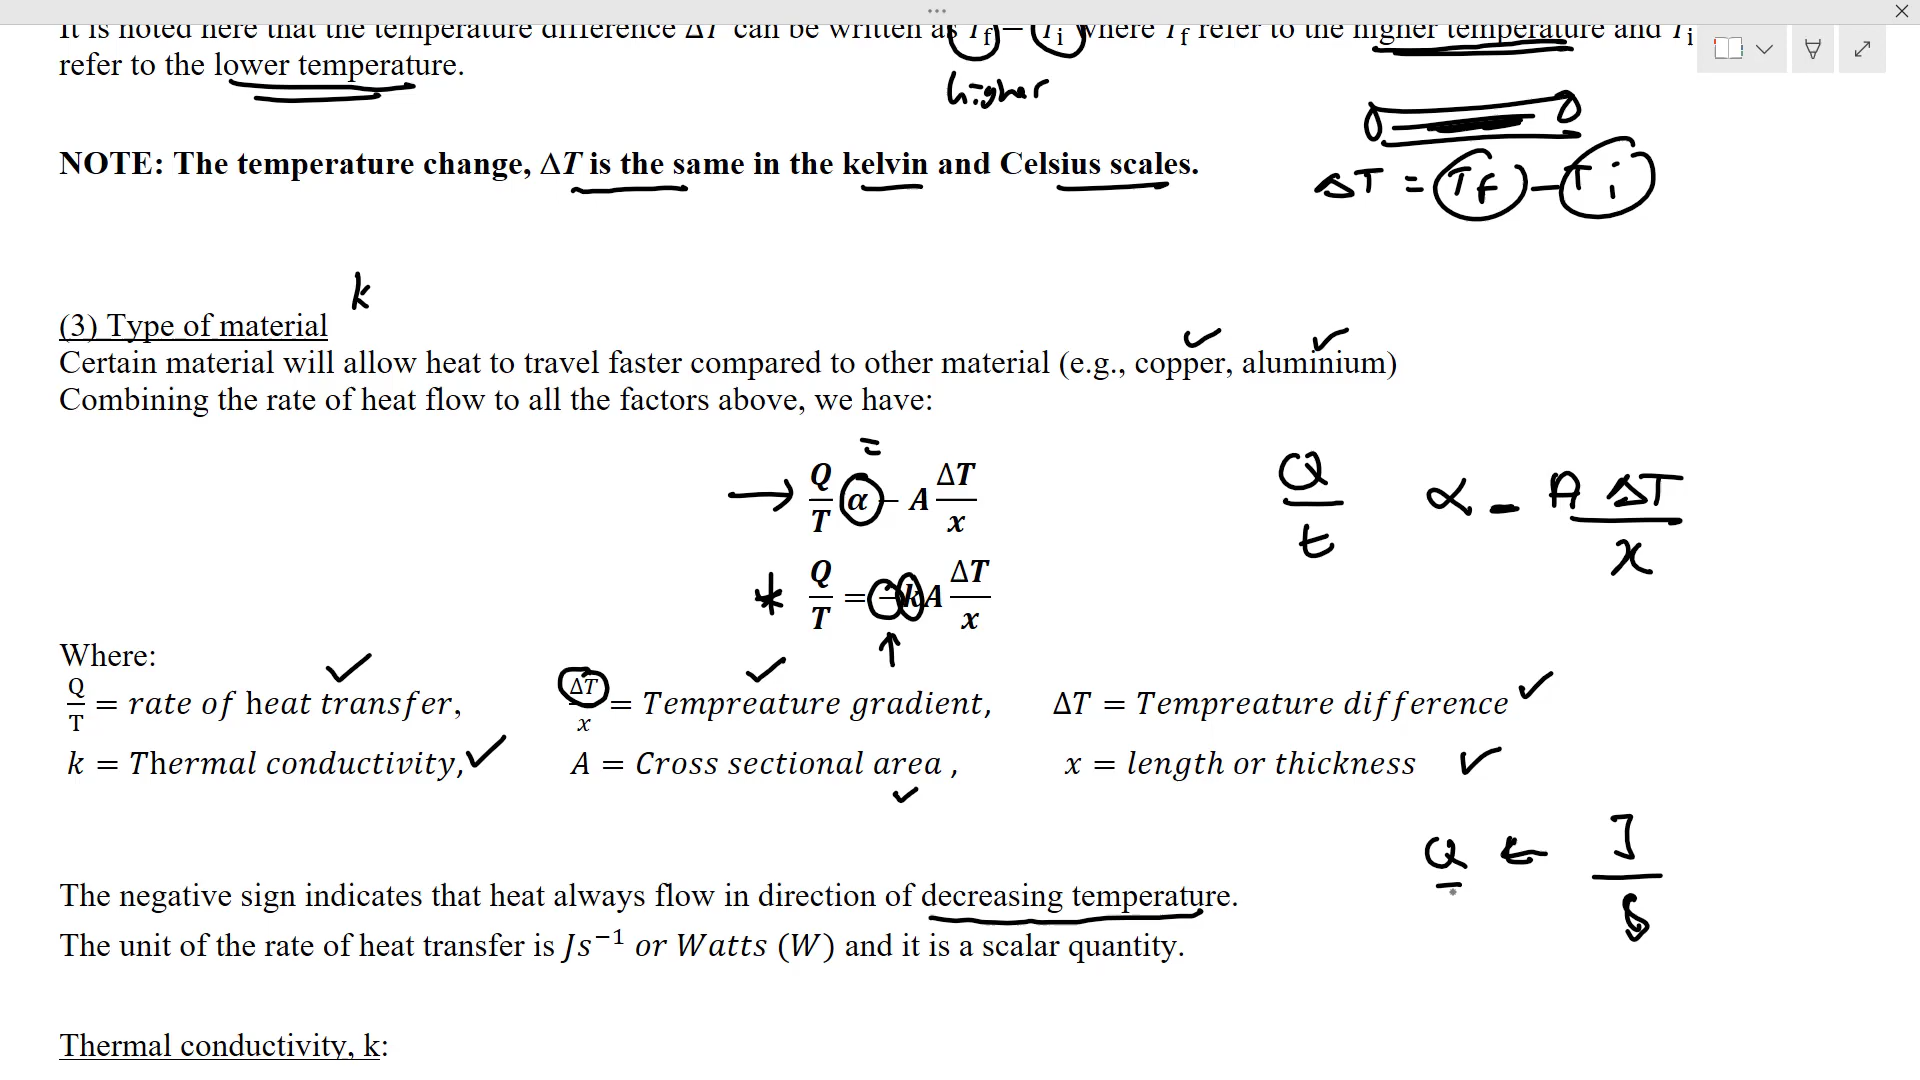 It is noted here that the temperature difference ΔT can be written as Tf − Ti where Tf refer to the higher temperature and Ti
refer to the lower temperature.
higher
NOTE: The temperature change, ΔT is the same in the kelvin and Celsius scales.
ΔT = Tf − Ti
k
(3) Type of material
Certain material will allow heat to travel faster compared to other material (e.g., copper, aluminium)
Combining the rate of heat flow to all the factors above, we have:
=
→ Q/T α − A ΔT/x
Q/t α − A ΔT/x
* Q/T = −kA ΔT/x
Where:
Q/T = rate of heat transfer, ΔT/x = Tempreature gradient, ΔT = Tempreature difference
k = Thermal conductivity, A = Cross sectional area , x = length or thickness
Q ← J/s
The negative sign indicates that heat always flow in direction of decreasing temperature.
The unit of the rate of heat transfer is Js⁻¹ or Watts (W) and it is a scalar quantity.
Thermal conductivity, k: